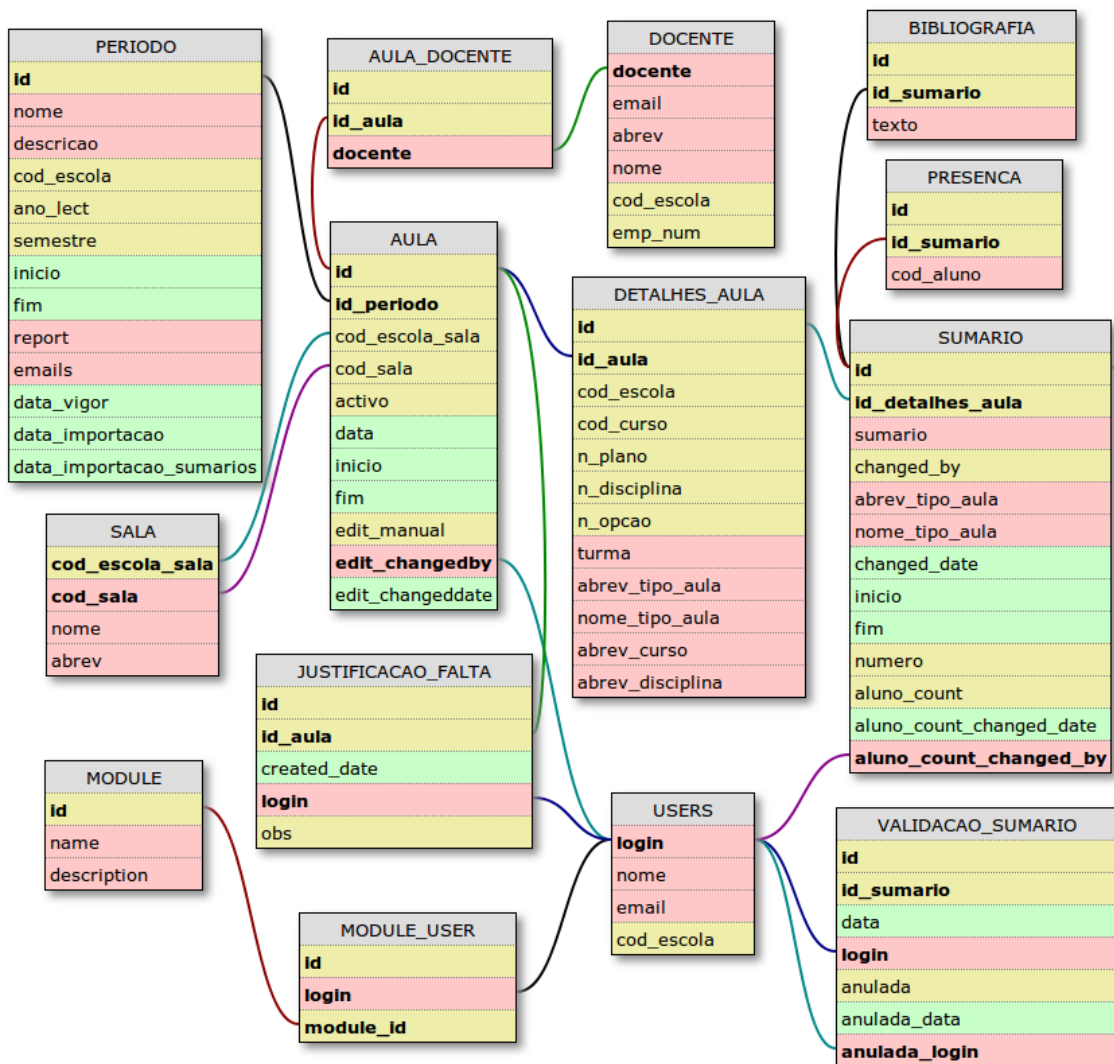 PERIODO
id
nome
descricao
cod_escola
ano_lect
semestre
inicio
fim
report
emails
data_vigor
data_importacao
data_importacao_sumarios
AULA_DOCENTE
id
id_aula
docente
DOCENTE
docente
email
abrev
nome
cod_escola
emp_num
BIBLIOGRAFIA
id
id_sumario
texto
PRESENCA
id
id_sumario
cod_aluno
AULA
id
id_periodo
cod_escola_sala
cod_sala
activo
data
inicio
fim
edit_manual
edit_changedby
edit_changeddate
DETALHES_AULA
id
id_aula
cod_escola
cod_curso
n_plano
n_disciplina
n_opcao
turma
abrev_tipo_aula
nome_tipo_aula
abrev_curso
abrev_disciplina
SUMARIO
id
id_detalhes_aula
sumario
changed_by
abrev_tipo_aula
nome_tipo_aula
changed_date
inicio
fim
numero
aluno_count
aluno_count_changed_date
aluno_count_changed_by
SALA
cod_escola_sala
cod_sala
nome
abrev
JUSTIFICACAO_FALTA
id
id_aula
created_date
login
obs
MODULE
id
name
description
USERS
login
nome
email
cod_escola
VALIDACAO_SUMARIO
id
id_sumario
data
login
anulada
anulada_data
anulada_login
MODULE_USER
id
login
module_id